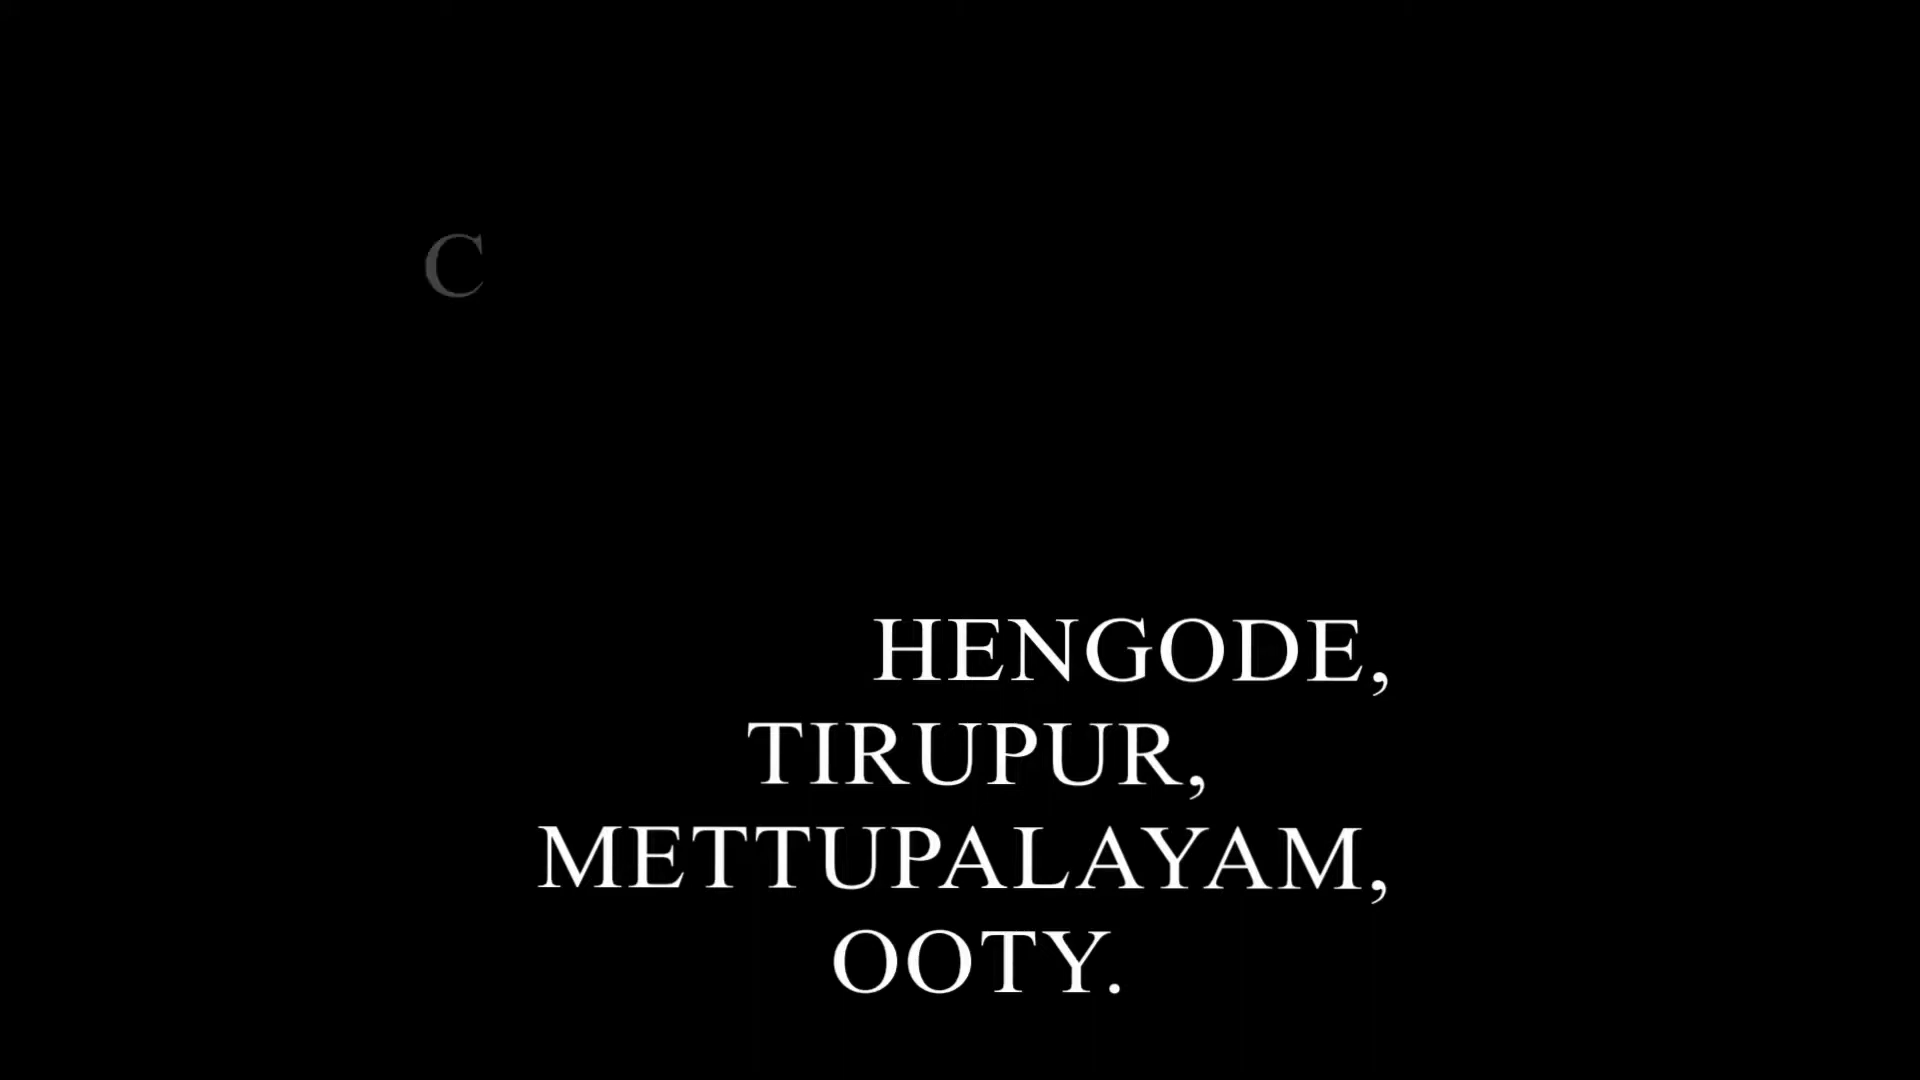 C
HENGODE,
TIRUPUR,
METTUPALAYAM,
OOTY.